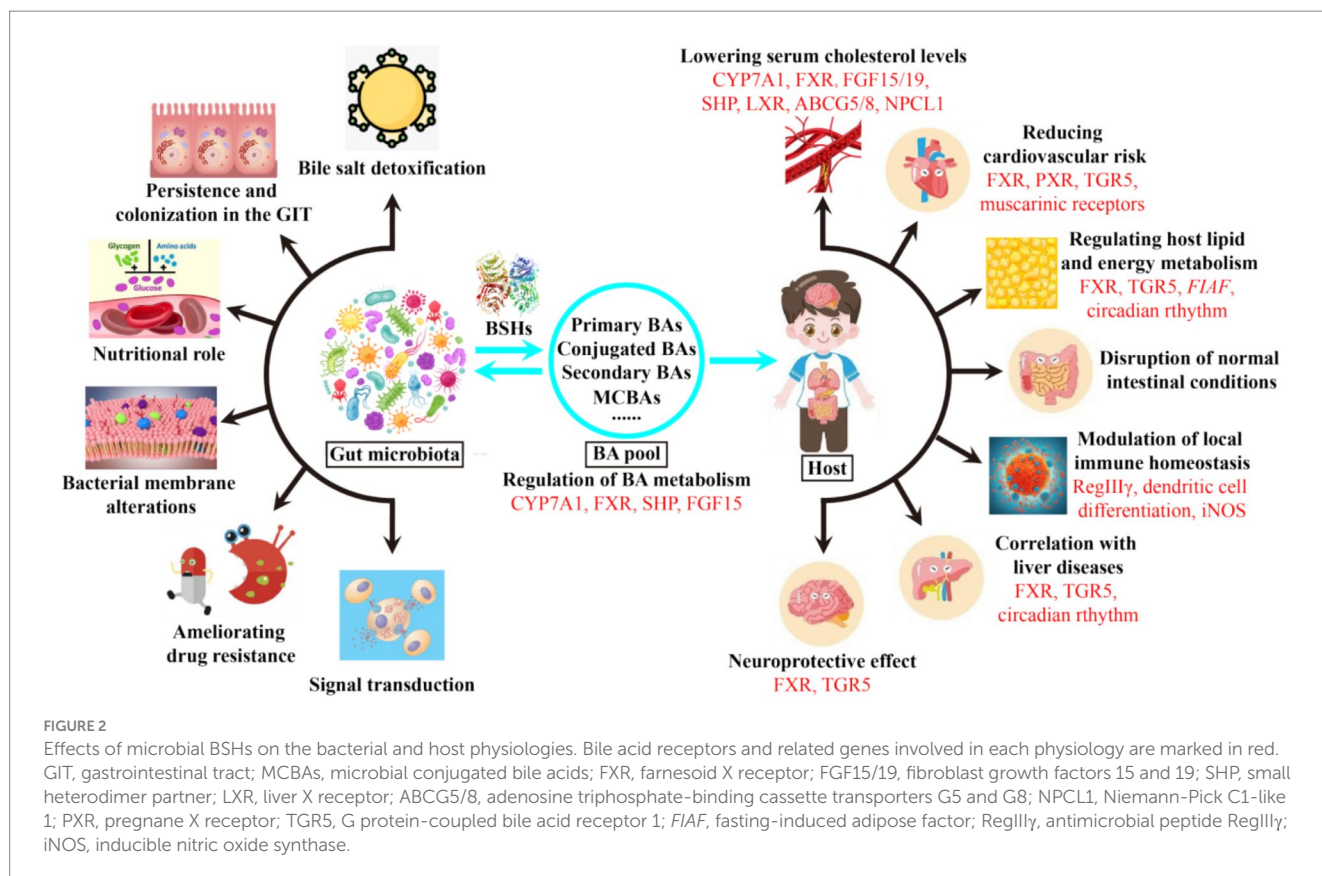 Bile salt detoxification
Persistence and
colonization in the GIT
Glycogen
Amino acids
Glucose
Nutritional role
Bacterial membrane
alterations
Ameliorating
drug resistance
Signal transduction
Gut microbiota
BSHs
Primary BAs
Conjugated BAs
Secondary BAs
MCBAs
......
BA pool
Regulation of BA metabolism
CYP7A1, FXR, SHP, FGF15
Host
Lowering serum cholesterol levels
CYP7A1, FXR, FGF15/19,
SHP, LXR, ABCG5/8, NPCL1
Reducing
cardiovascular risk
FXR, PXR, TGR5,
muscarinic receptors
Regulating host lipid
and energy metabolism
FXR, TGR5, FIAF,
circadian rhythm
Disruption of normal
intestinal conditions
Modulation of local
immune homeostasis
RegIIIγ, dendritic cell
differentiation, iNOS
Correlation with
liver diseases
FXR, TGR5,
circadian rthythm
Neuroprotective effect
FXR, TGR5
FIGURE 2
Effects of microbial BSHs on the bacterial and host physiologies. Bile acid receptors and related genes involved in each physiology are marked in red.
GIT, gastrointestinal tract; MCBAs, microbial conjugated bile acids; FXR, farnesoid X receptor; FGF15/19, fibroblast growth factors 15 and 19; SHP, small
heterodimer partner; LXR, liver X receptor; ABCG5/8, adenosine triphosphate-binding cassette transporters G5 and G8; NPCL1, Niemann-Pick C1-like
1; PXR, pregnane X receptor; TGR5, G protein-coupled bile acid receptor 1; FIAF, fasting-induced adipose factor; RegIIIγ, antimicrobial peptide RegIIIγ;
iNOS, inducible nitric oxide synthase.